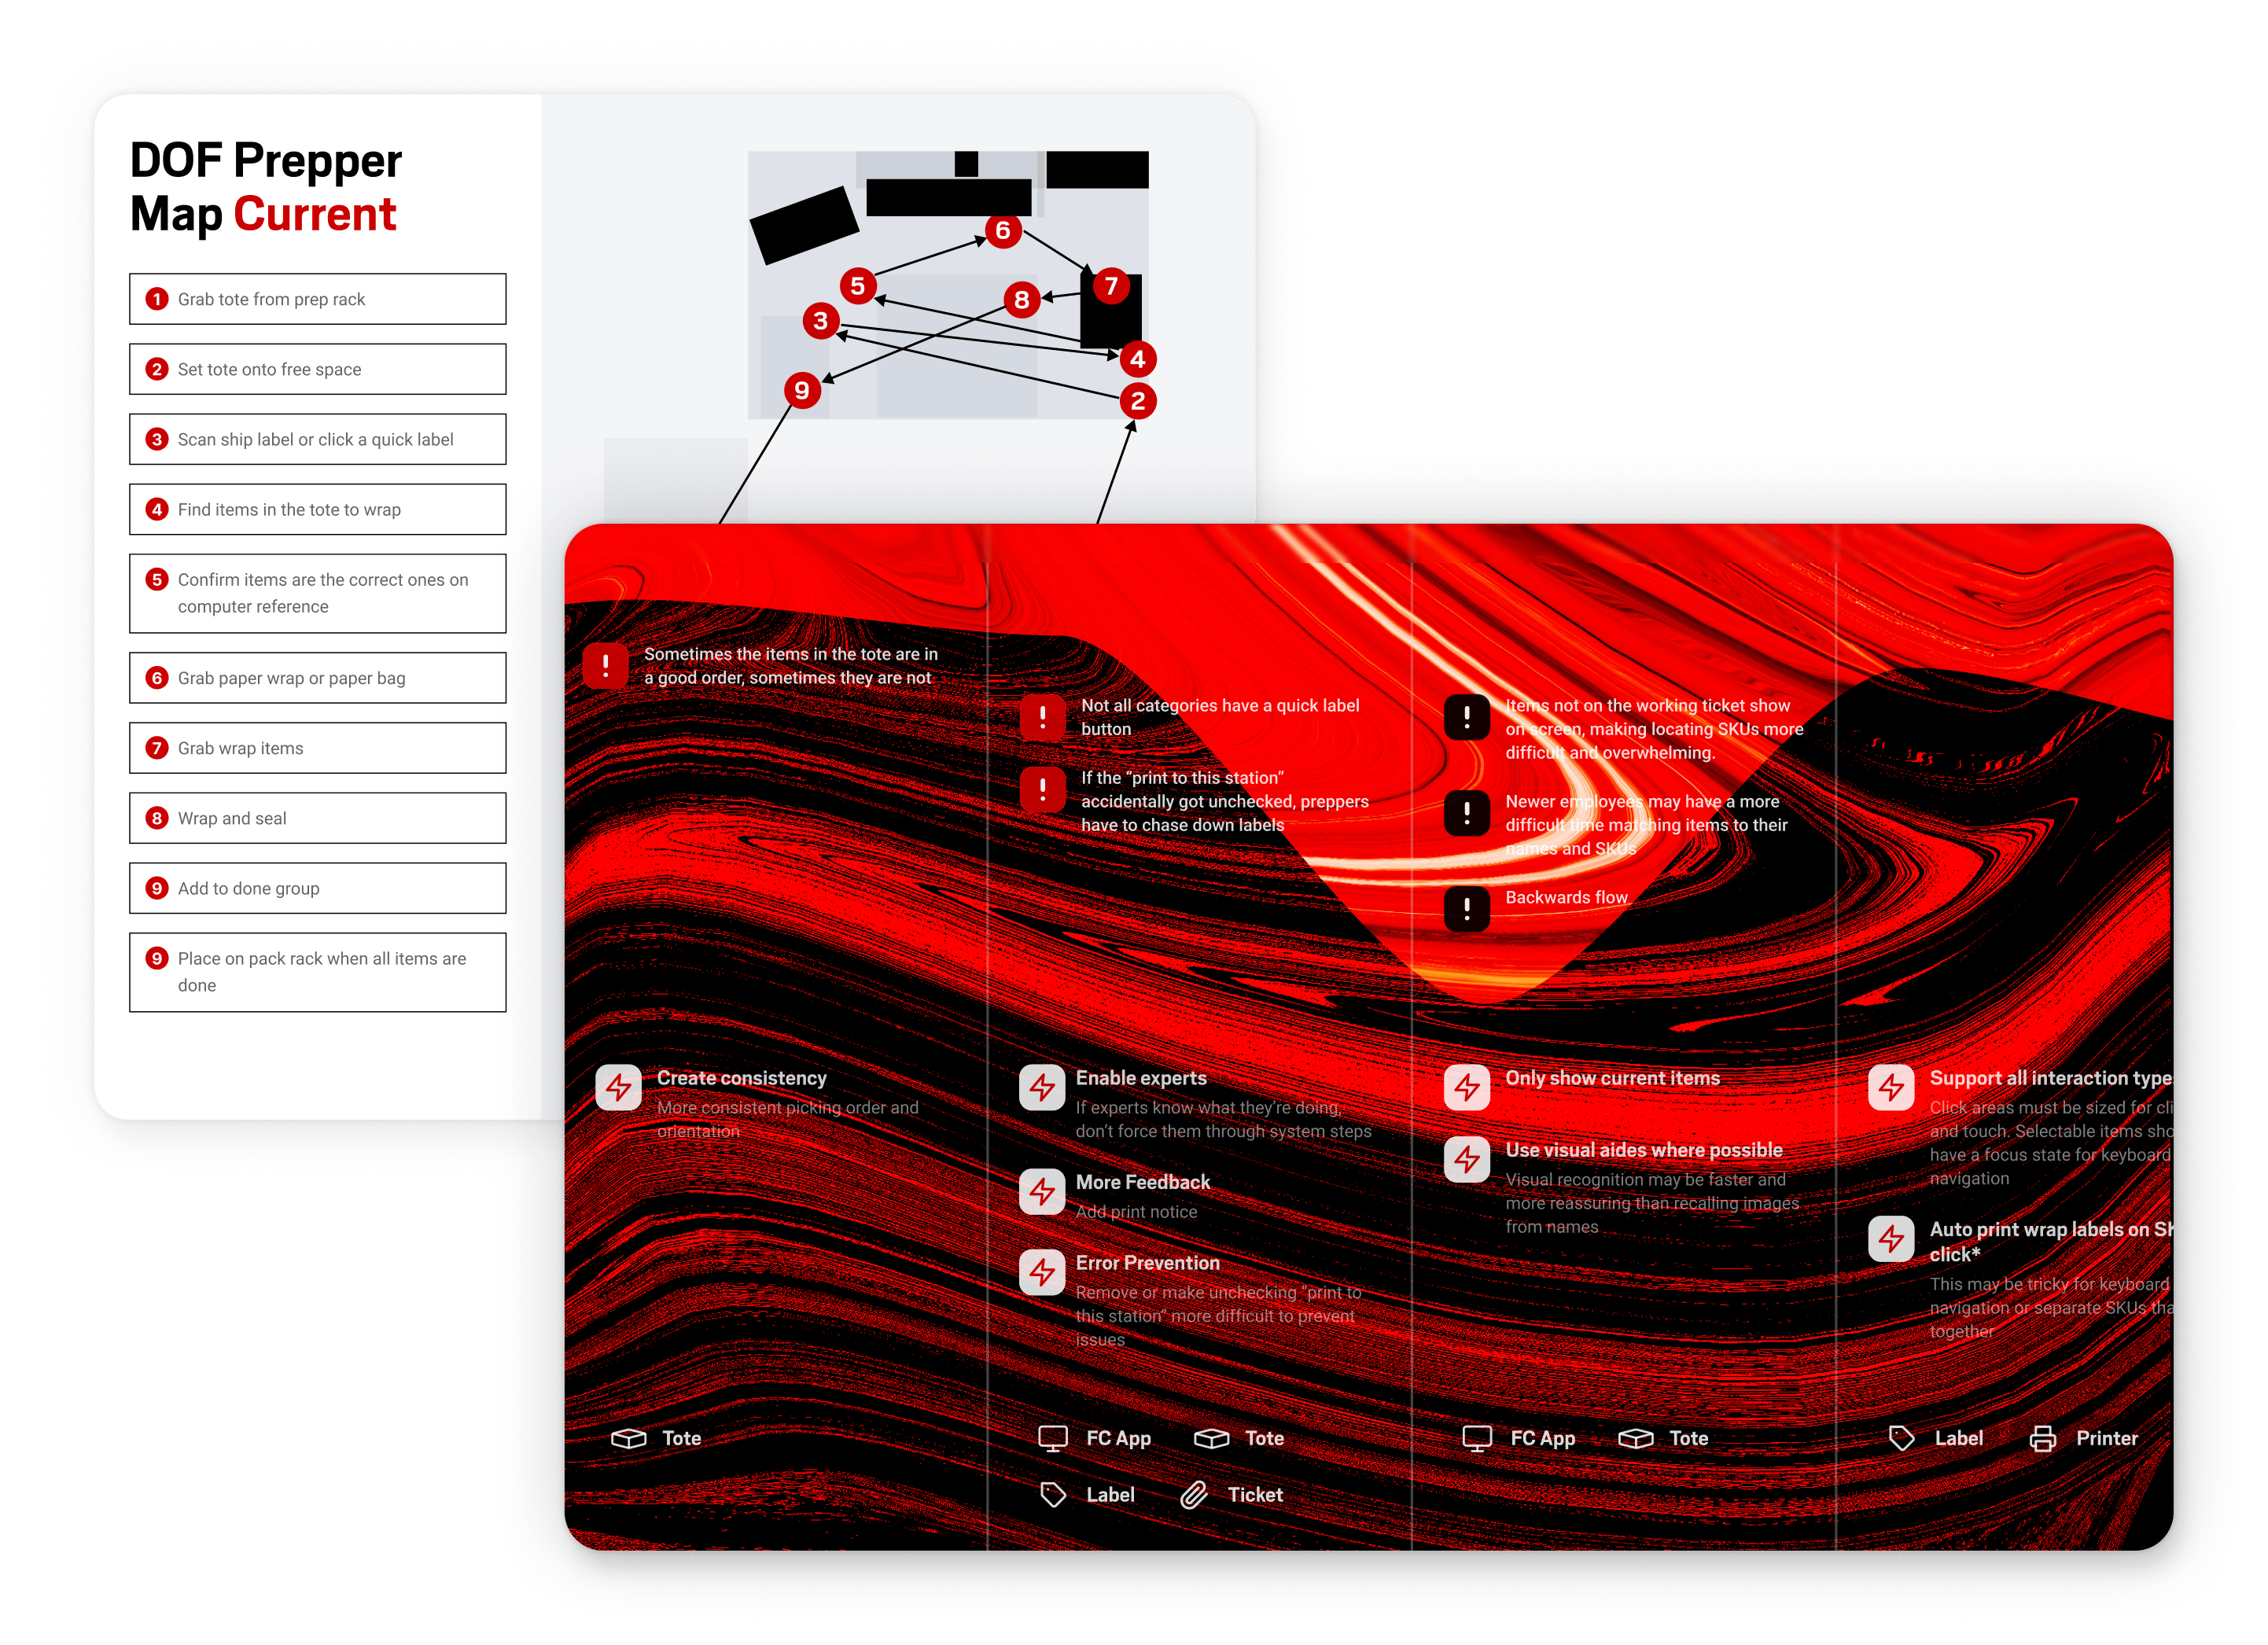 DOF Prepper
Map Current
1 Grab tote from prep rack
2 Set tote onto free space
3 Scan ship label or click a quick label
4 Find items in the tote to wrap
5 Confirm items are the correct ones on
computer reference
6 Grab paper wrap or paper bag
7 Grab wrap items
8 Wrap and seal
9 Add to done group
9 Place on pack rack when all items are
done
6
5
7
8
3
4
9
2
Sometimes the items in the tote are in
a good order, sometimes they are not
Not all categories have a quick label
button
If the “print to this station”
accidentally got unchecked, preppers
have to chase down labels
Items not on the working ticket show
on screen, making locating SKUs more
difficult and overwhelming.
Newer employees may have a more
difficult time matching items to their
names and SKUs
Backwards flow
Create consistency
More consistent picking order and
orientation
Enable experts
If experts know what they’re doing,
don’t force them through system steps
More Feedback
Add print notice
Error Prevention
Remove or make unchecking “print to
this station” more difficult to prevent
issues
Only show current items
Use visual aides where possible
Visual recognition may be faster and
more reassuring than recalling images
from names
Support all interaction type
Click areas must be sized for cli
and touch. Selectable items sho
have a focus state for keyboard
navigation
Auto print wrap labels on SK
click*
This may be tricky for keyboard
navigation or separate SKUs tha
together
Tote
FC App Tote
Label Ticket
FC App Tote
Label Printer